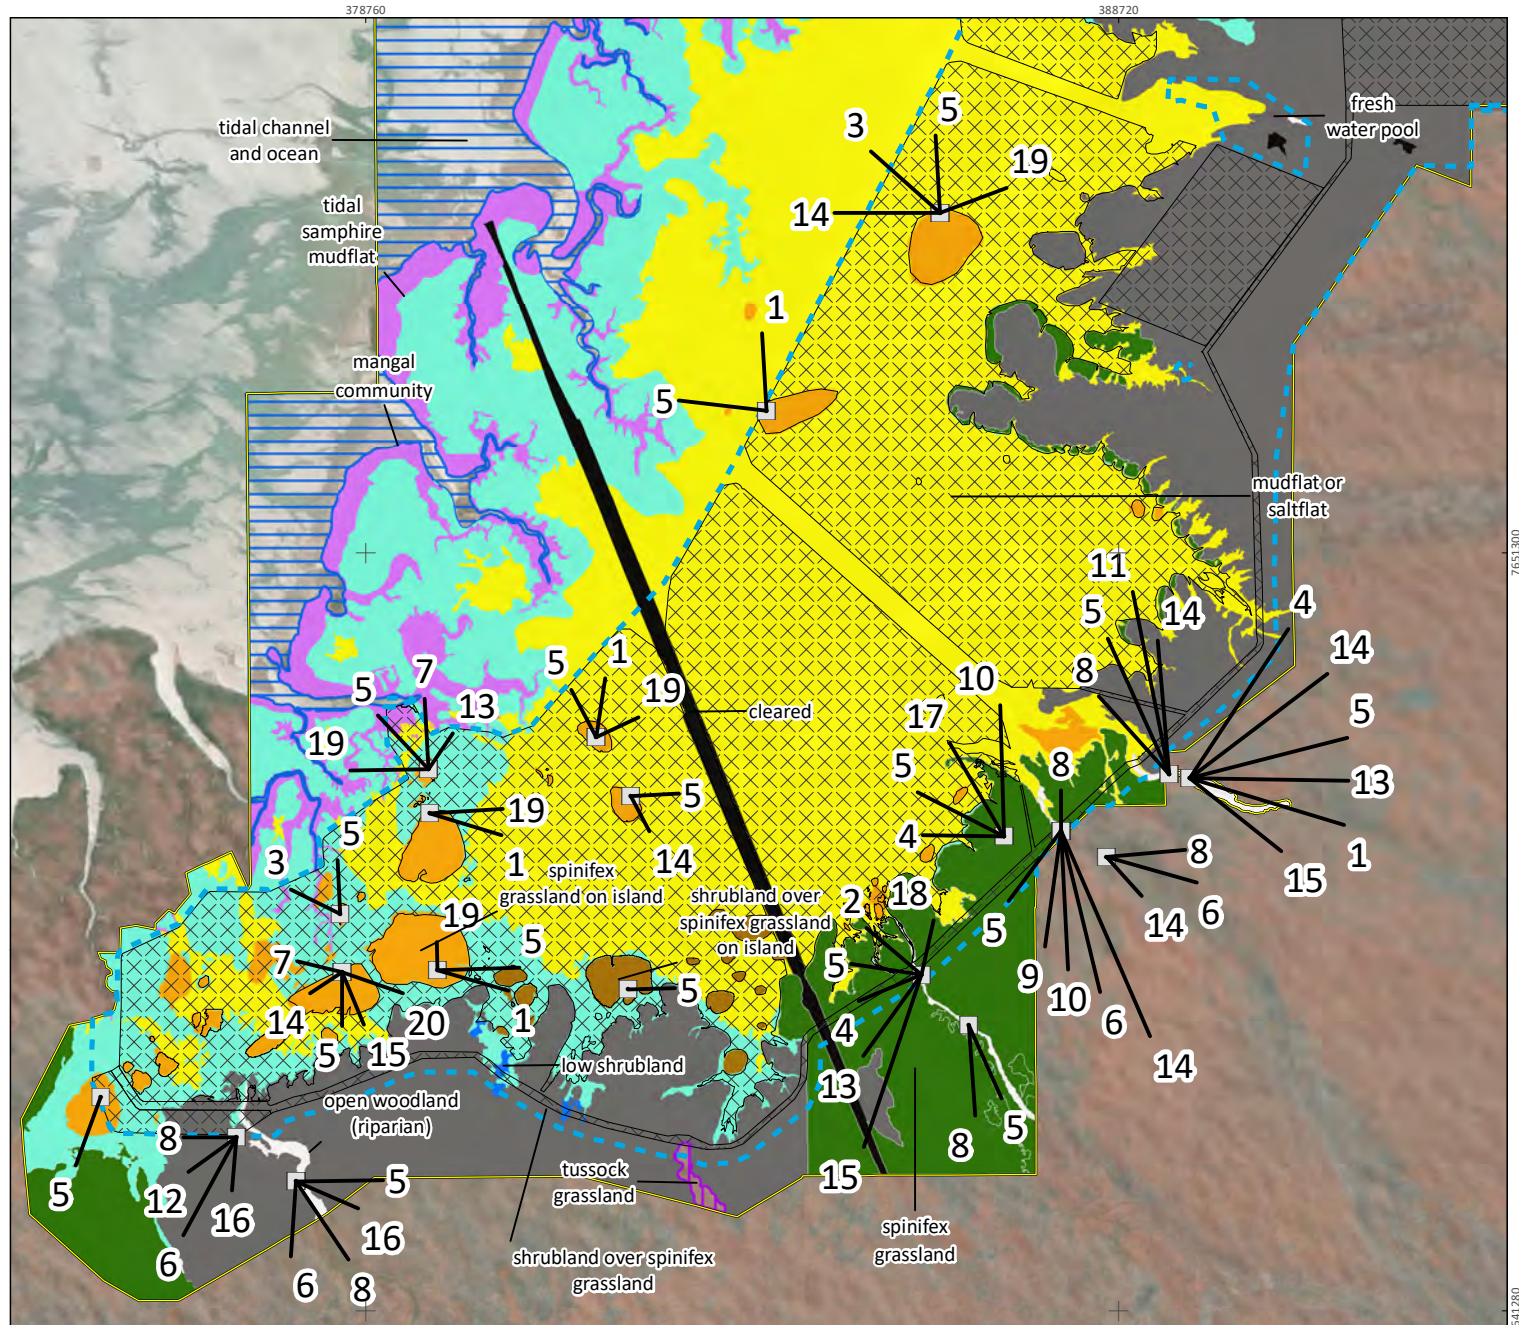 378760
388720
tidal channel
and ocean
fresh
water pool
3
5
19
14
tidal
samphire
mudflat
1
5
mangal
community
mudflat or
saltflat
7651300
11
5
14
4
8
14
5
13
1
15
10
17
5
4
8
8
6
14
5
9
10
6
14
5
1
19
cleared
5
7
13
19
19
1
5
14
spinifex
grassland on island
shrubland over
spinifex grassland
on island
5
3
19
5
1
5
2
18
5
4
13
15
7
14
5
15
20
low shrubland
open woodland
(riparian)
8
5
5
8
12
6
16
5
16
6
8
tussock
grassland
shrubland over spinifex
grassland
spinifex
grassland
541280